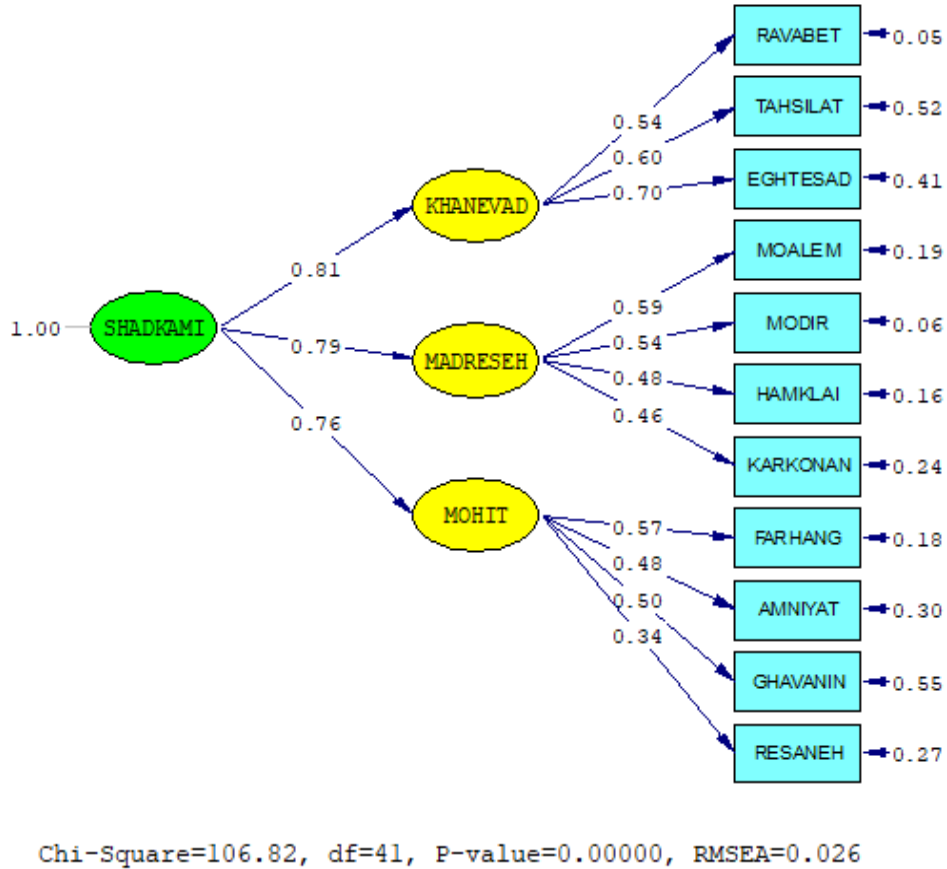 RAVABET
0.05
0.54
TAHSILAT
0.52
0.60
EGHTESAD
0.41
0.70
KHANEVAD
MOALEM
0.19
0.81
0.59
1.00
SHADKAMI
MODIR
0.06
0.79
0.54
MADRESEH
HAMKLAI
0.16
0.48
0.76
0.46
KARKONAN
0.24
MOHIT
0.57
FARHANG
0.18
0.48
AMNIYAT
0.30
0.50
0.34
GHAVANIN
0.55
RESANEH
0.27
Chi-Square=106.82, df=41, P-value=0.00000, RMSEA=0.026